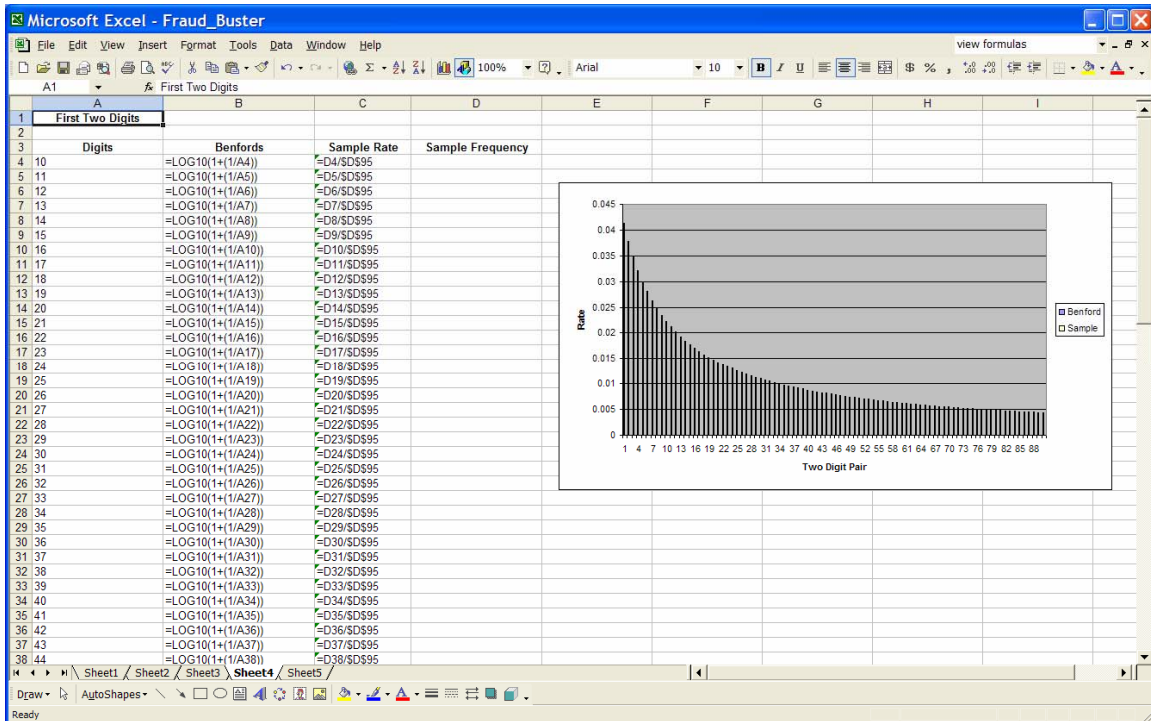 Microsoft Excel - Fraud_Buster
File Edit View Insert Format Tools Data Window Help view formulas
100% Arial 10 B I U $ % ,
A1 fx First Two Digits
A B C D E F G H I
1 First Two Digits
2
3 Digits Benfords Sample Rate Sample Frequency
4 10 =LOG10(1+(1/A4)) =D4/$D$95
5 11 =LOG10(1+(1/A5)) =D5/$D$95
6 12 =LOG10(1+(1/A6)) =D6/$D$95
7 13 =LOG10(1+(1/A7)) =D7/$D$95
8 14 =LOG10(1+(1/A8)) =D8/$D$95
9 15 =LOG10(1+(1/A9)) =D9/$D$95
10 16 =LOG10(1+(1/A10)) =D10/$D$95
11 17 =LOG10(1+(1/A11)) =D11/$D$95
12 18 =LOG10(1+(1/A12)) =D12/$D$95
13 19 =LOG10(1+(1/A13)) =D13/$D$95
14 20 =LOG10(1+(1/A14)) =D14/$D$95
15 21 =LOG10(1+(1/A15)) =D15/$D$95
16 22 =LOG10(1+(1/A16)) =D16/$D$95
17 23 =LOG10(1+(1/A17)) =D17/$D$95
18 24 =LOG10(1+(1/A18)) =D18/$D$95
19 25 =LOG10(1+(1/A19)) =D19/$D$95
20 26 =LOG10(1+(1/A20)) =D20/$D$95
21 27 =LOG10(1+(1/A21)) =D21/$D$95
22 28 =LOG10(1+(1/A22)) =D22/$D$95
23 29 =LOG10(1+(1/A23)) =D23/$D$95
24 30 =LOG10(1+(1/A24)) =D24/$D$95
25 31 =LOG10(1+(1/A25)) =D25/$D$95
26 32 =LOG10(1+(1/A26)) =D26/$D$95
27 33 =LOG10(1+(1/A27)) =D27/$D$95
28 34 =LOG10(1+(1/A28)) =D28/$D$95
29 35 =LOG10(1+(1/A29)) =D29/$D$95
30 36 =LOG10(1+(1/A30)) =D30/$D$95
31 37 =LOG10(1+(1/A31)) =D31/$D$95
32 38 =LOG10(1+(1/A32)) =D32/$D$95
33 39 =LOG10(1+(1/A33)) =D33/$D$95
34 40 =LOG10(1+(1/A34)) =D34/$D$95
35 41 =LOG10(1+(1/A35)) =D35/$D$95
36 42 =LOG10(1+(1/A36)) =D36/$D$95
37 43 =LOG10(1+(1/A37)) =D37/$D$95
38 44 =LOG10(1+(1/A38)) =D38/$D$95
0.045
0.04
0.035
0.03
0.025
0.02
0.015
0.01
0.005
0
Rate
1 4 7 10 13 16 19 22 25 28 31 34 37 40 43 46 49 52 55 58 61 64 67 70 73 76 79 82 85 88
Two Digit Pair
Benford
Sample
Sheet1 Sheet2 Sheet3 Sheet4 Sheet5
Draw AutoShapes
Ready